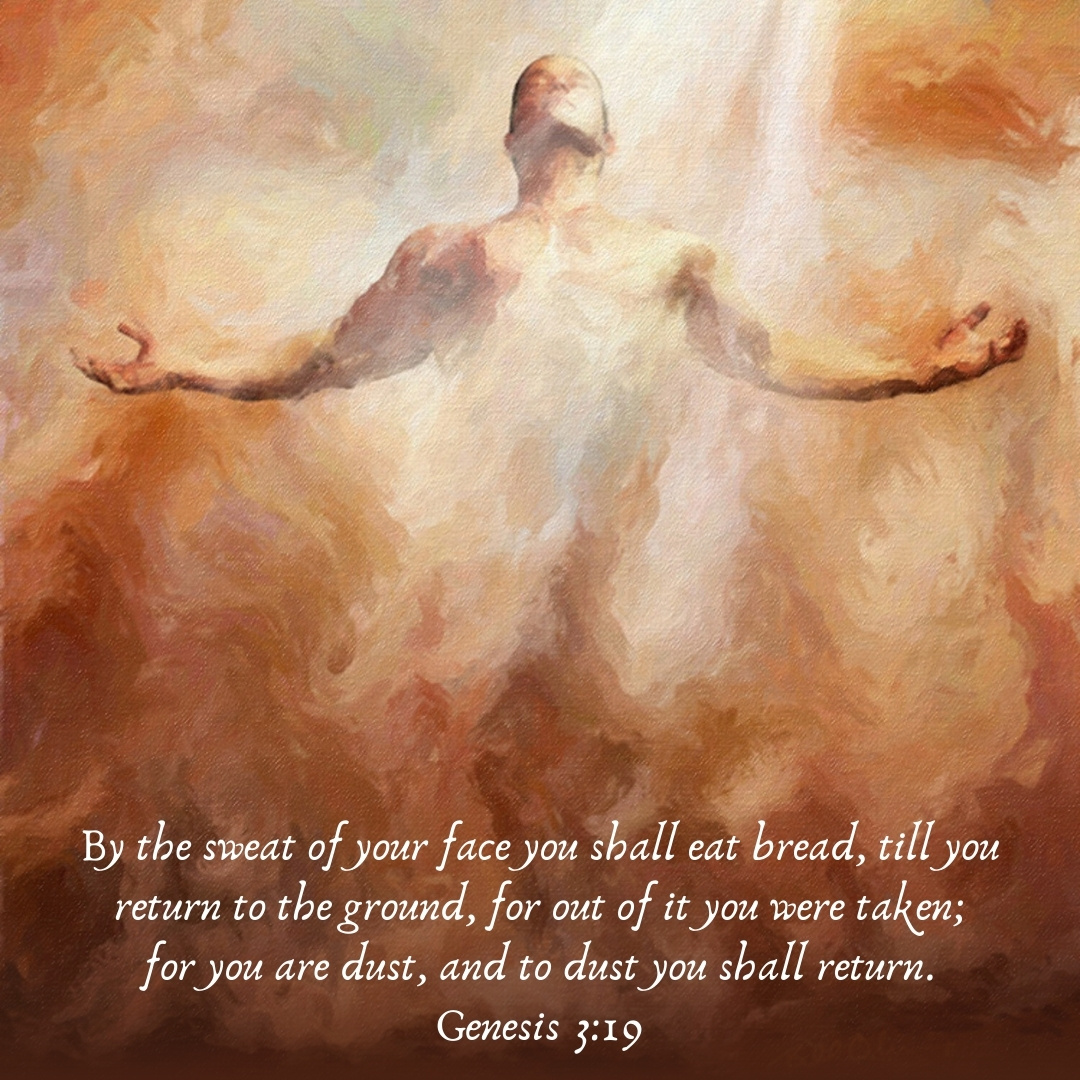 By the sweat of your face you shall eat bread, till you
return to the ground, for out of it you were taken;
for you are dust, and to dust you shall return.
Genesis 3:19